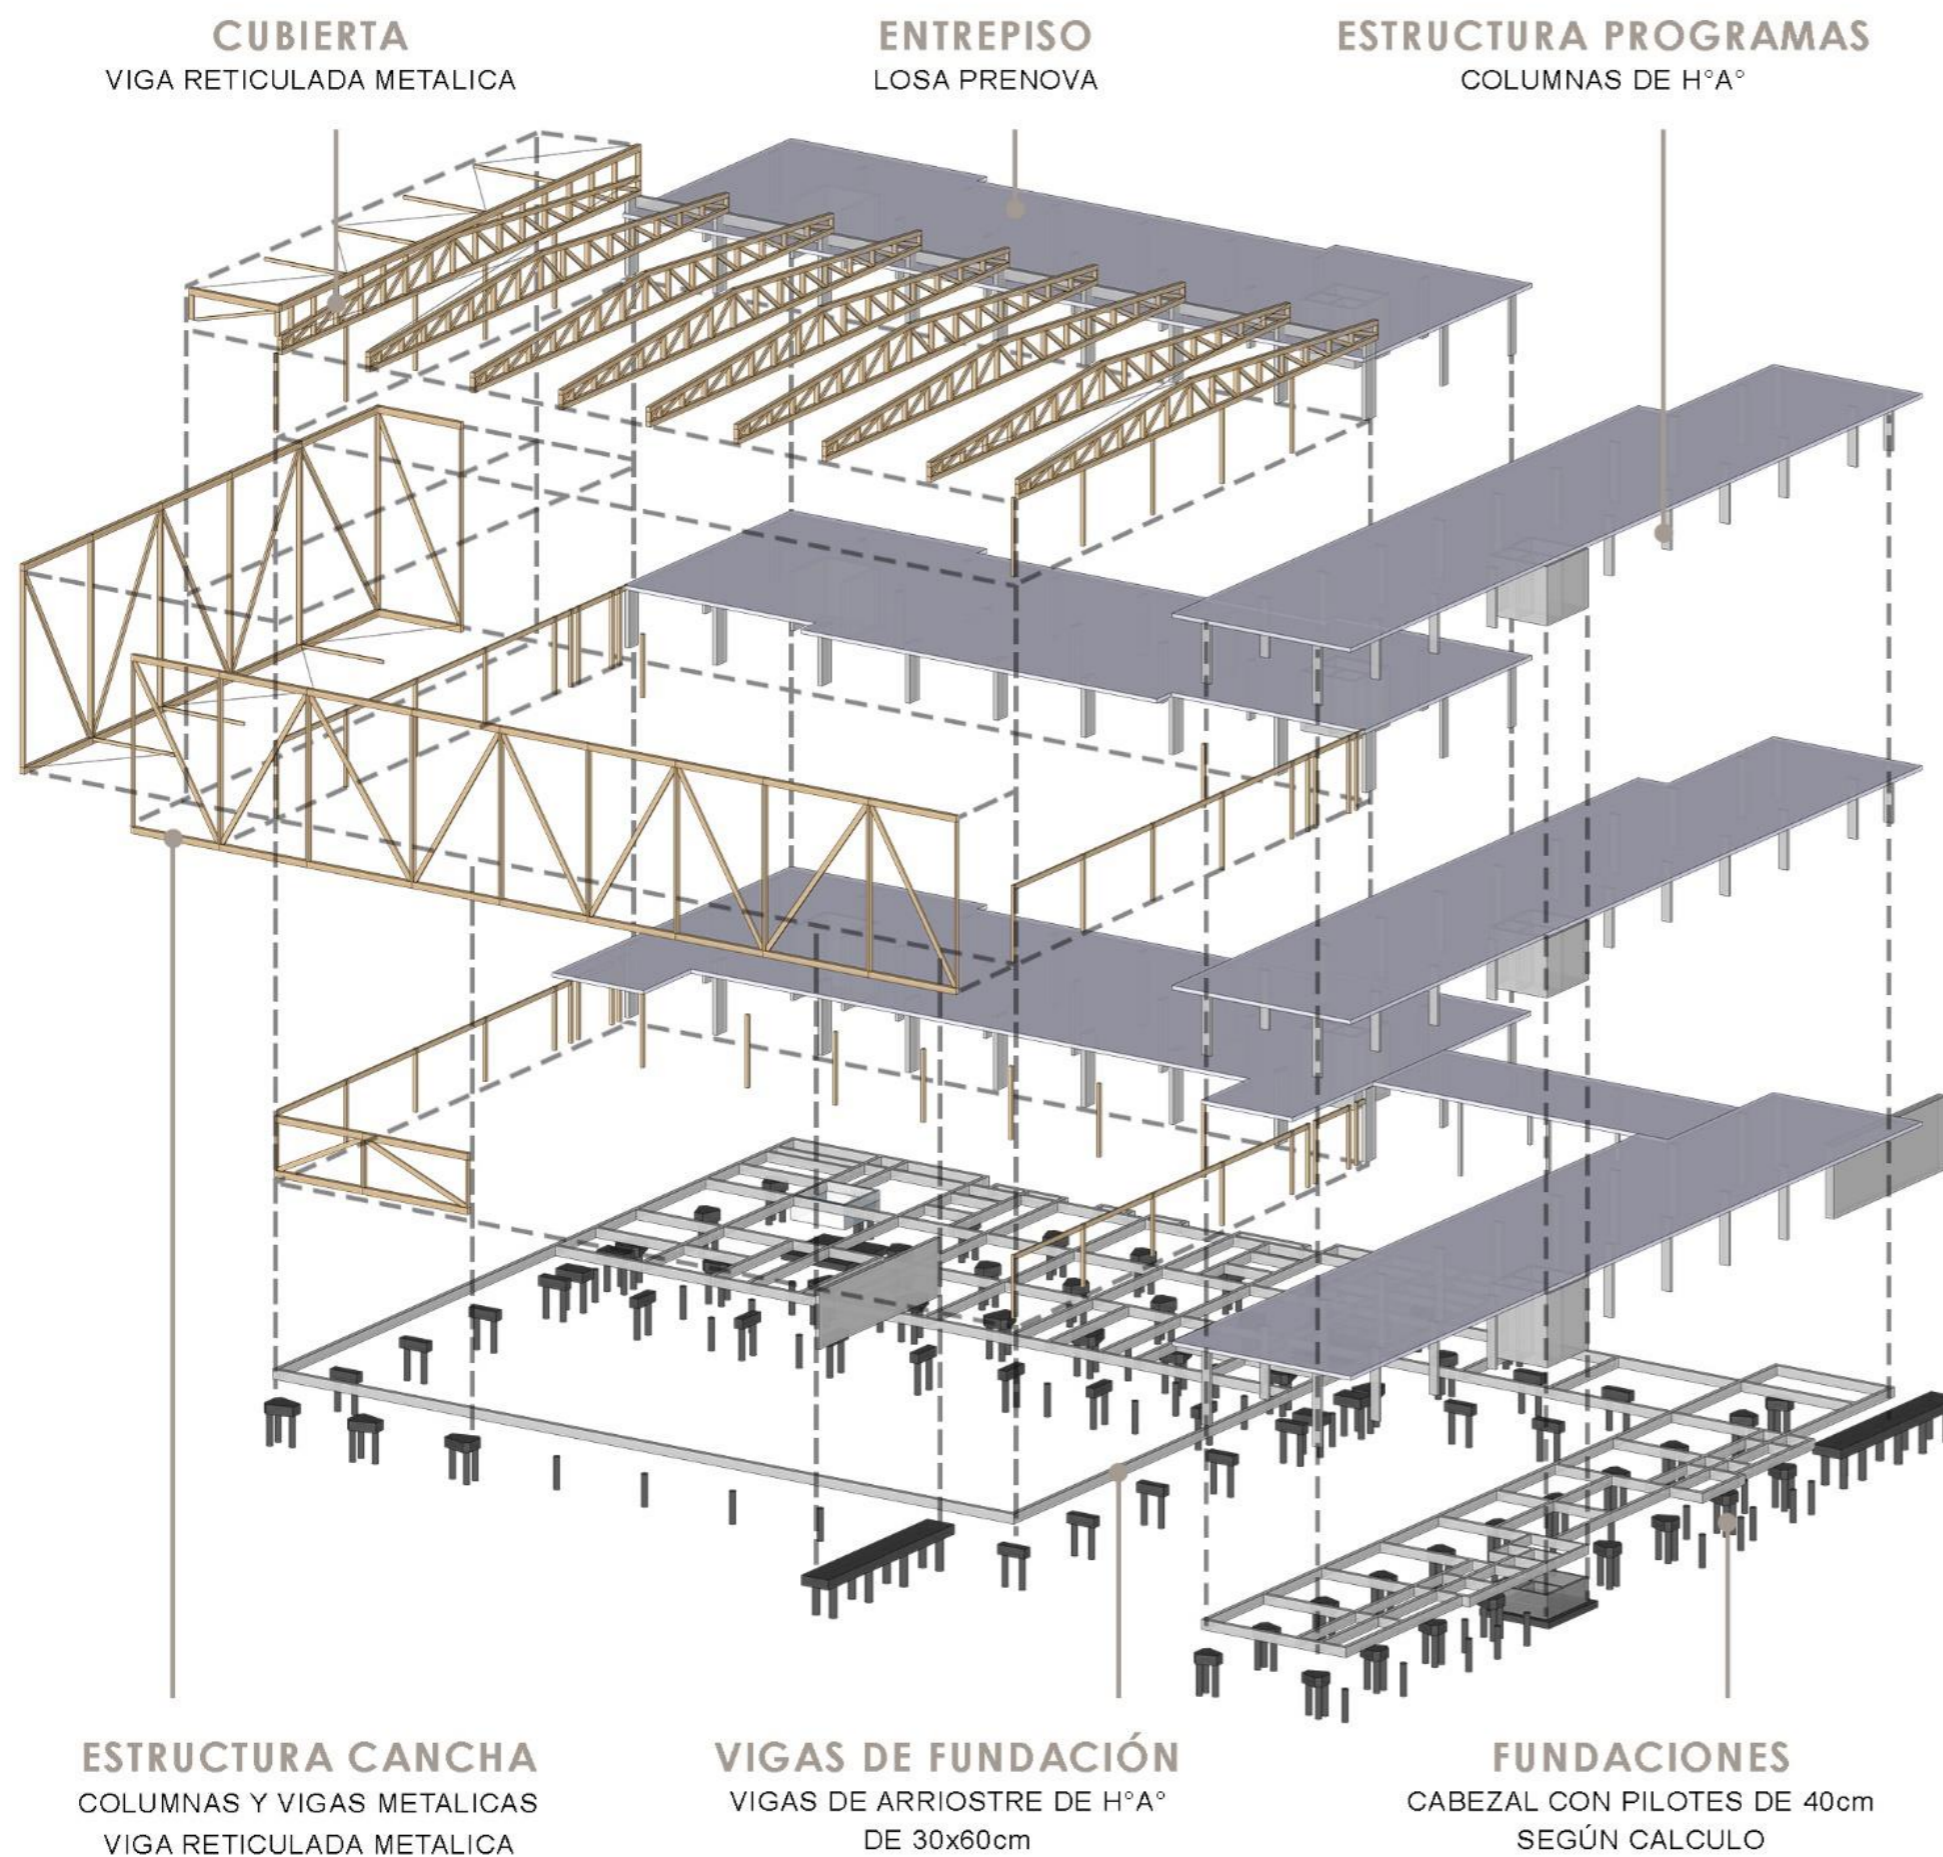 CUBIERTA
VIGA RETICULADA METALICA
ENTREPISO
LOSA PRENOVA
ESTRUCTURA PROGRAMAS
COLUMNAS DE H°A°
ESTRUCTURA CANCHA
COLUMNAS Y VIGAS METALICAS
VIGA RETICULADA METALICA
VIGAS DE FUNDACIÓN
VIGAS DE ARRIOSTRE DE H°A°
DE 30x60cm
FUNDACIONES
CABEZAL CON PILOTES DE 40cm
SEGÚN CALCULO